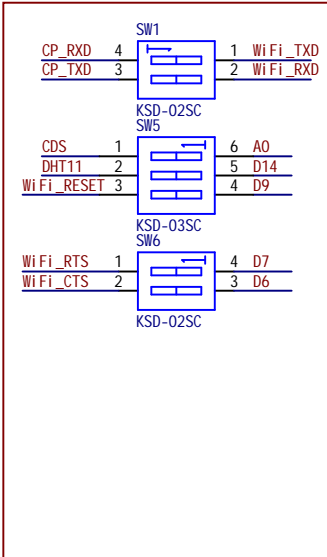 SW1
CP_RXD 4 1 WiFi_TXD
CP_TXD 3 2 WiFi_RXD
KSD-02SC
SW5
CDS 1 6 A0
DHT11 2 5 D14
WiFi_RESET 3 4 D9
KSD-03SC
SW6
WiFi_RTS 1 4 D7
WiFi_CTS 2 3 D6
KSD-02SC